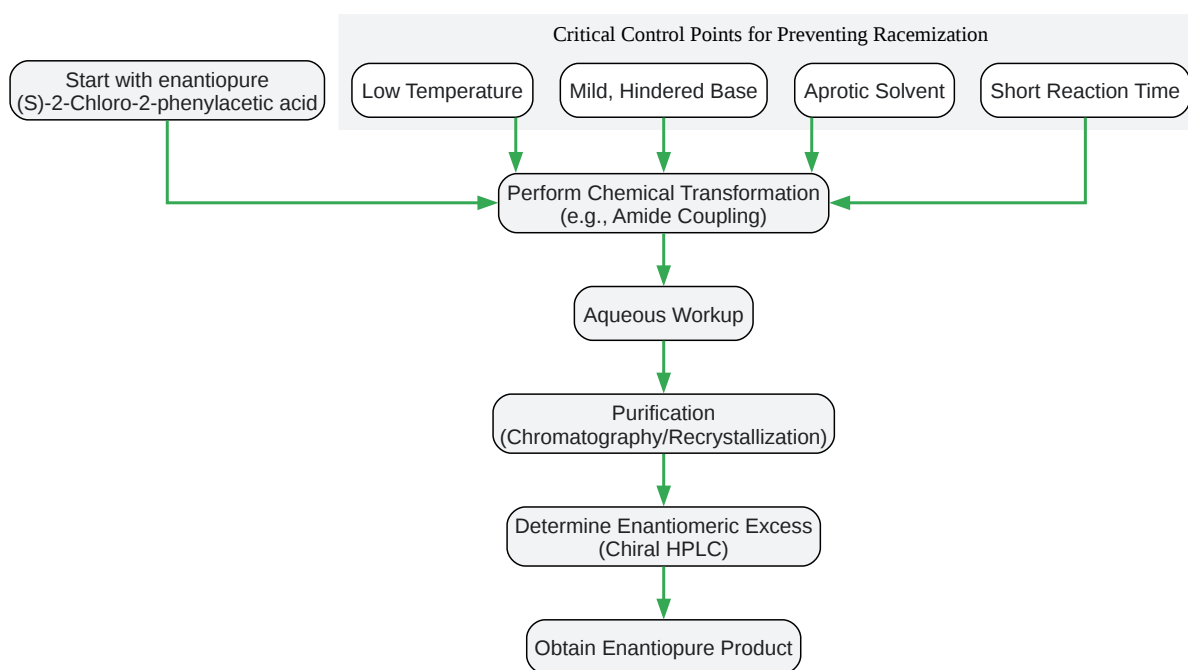 Critical Control Points for Preventing Racemization
Start with enantiopure
(S)-2-Chloro-2-phenylacetic acid
Low Temperature
Mild, Hindered Base
Aprotic Solvent
Short Reaction Time
Perform Chemical Transformation
(e.g., Amide Coupling)
Aqueous Workup
Purification
(Chromatography/Recrystallization)
Determine Enantiomeric Excess
(Chiral HPLC)
Obtain Enantiopure Product